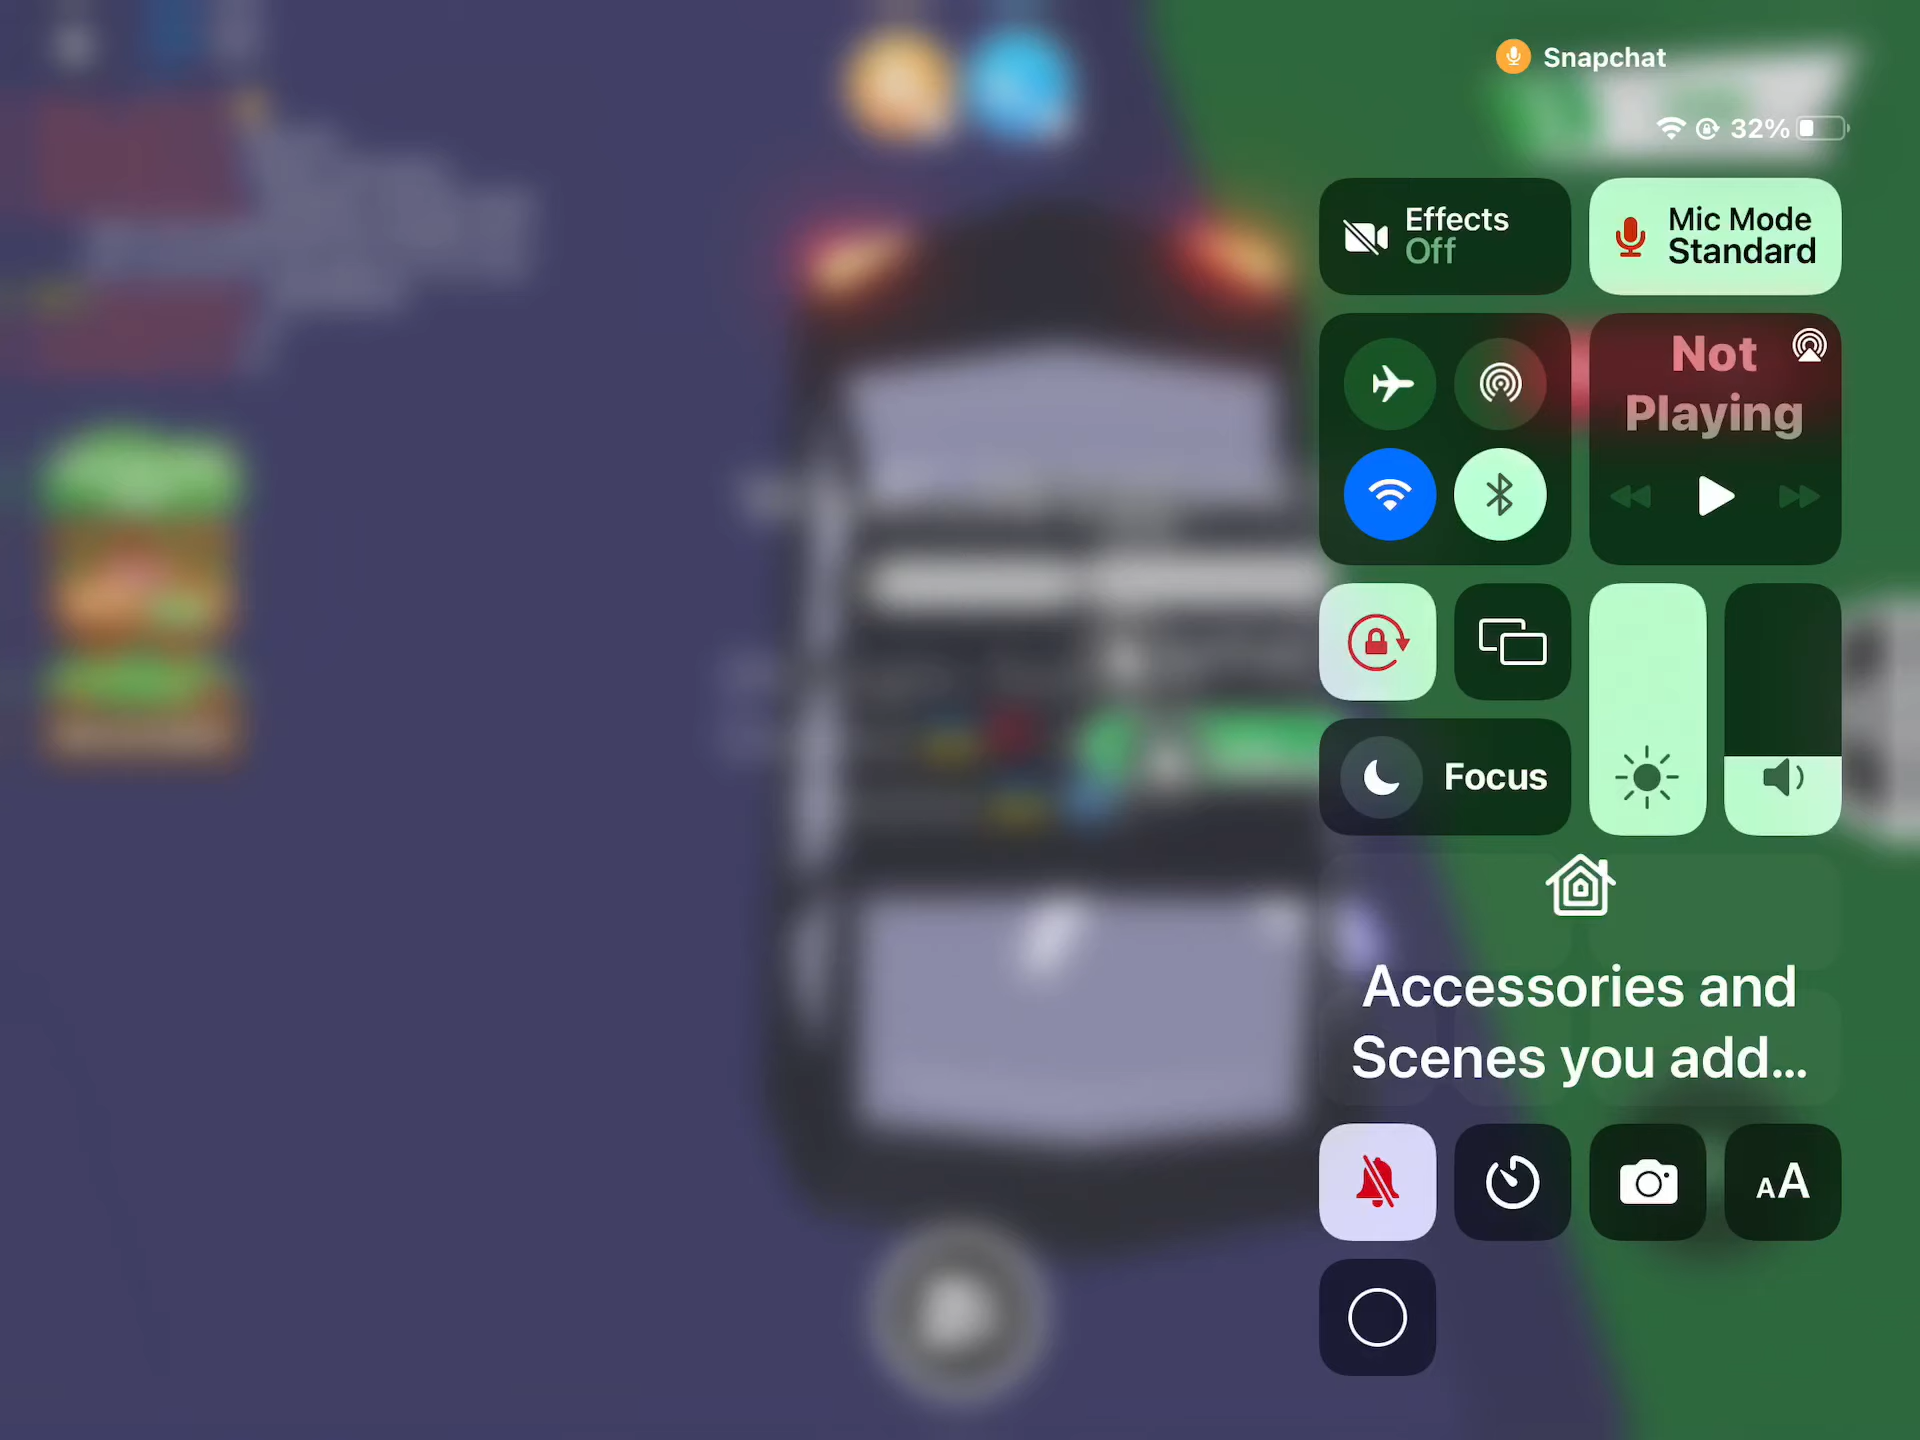 Snapchat
32%
Effects
Off
Mic Mode
Standard
Not
Playing
Focus
Accessories and
Scenes you add...
AA